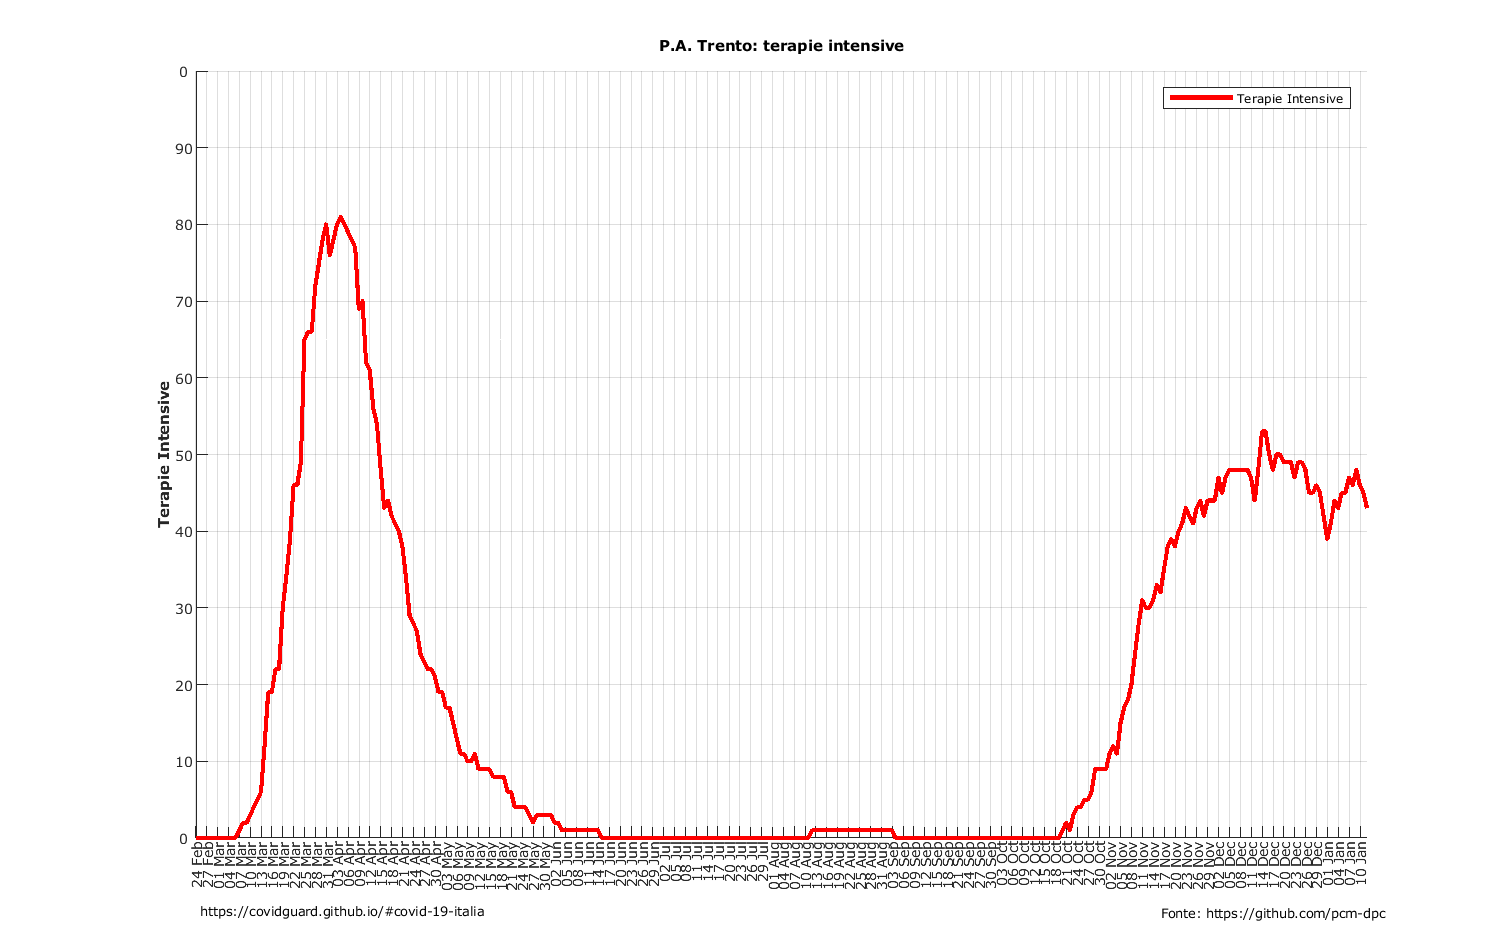 P.A. Trento: terapie intensive
Terapie Intensive
Terapie Intensive
0
90
80
70
60
50
40
30
20
10
0
24 Feb
27 Feb
01 Mar
04 Mar
07 Mar
10 Mar
13 Mar
16 Mar
19 Mar
22 Mar
25 Mar
28 Mar
31 Mar
03 Apr
06 Apr
09 Apr
12 Apr
15 Apr
18 Apr
21 Apr
24 Apr
27 Apr
30 Apr
03 May
06 May
09 May
12 May
15 May
18 May
21 May
24 May
27 May
30 May
02 Jun
05 Jun
08 Jun
11 Jun
14 Jun
17 Jun
20 Jun
23 Jun
26 Jun
29 Jun
02 Jul
05 Jul
08 Jul
11 Jul
14 Jul
17 Jul
20 Jul
23 Jul
26 Jul
29 Jul
01 Aug
04 Aug
07 Aug
10 Aug
13 Aug
16 Aug
19 Aug
22 Aug
25 Aug
28 Aug
31 Aug
03 Sep
06 Sep
09 Sep
12 Sep
15 Sep
18 Sep
21 Sep
24 Sep
27 Sep
30 Sep
03 Oct
06 Oct
09 Oct
12 Oct
15 Oct
18 Oct
21 Oct
24 Oct
27 Oct
30 Oct
02 Nov
05 Nov
08 Nov
11 Nov
14 Nov
17 Nov
20 Nov
23 Nov
26 Nov
29 Nov
02 Dec
05 Dec
08 Dec
11 Dec
14 Dec
17 Dec
20 Dec
23 Dec
26 Dec
29 Dec
01 Jan
04 Jan
07 Jan
10 Jan
https://covidguard.github.io/#covid-19-italia
Fonte: https://github.com/pcm-dpc